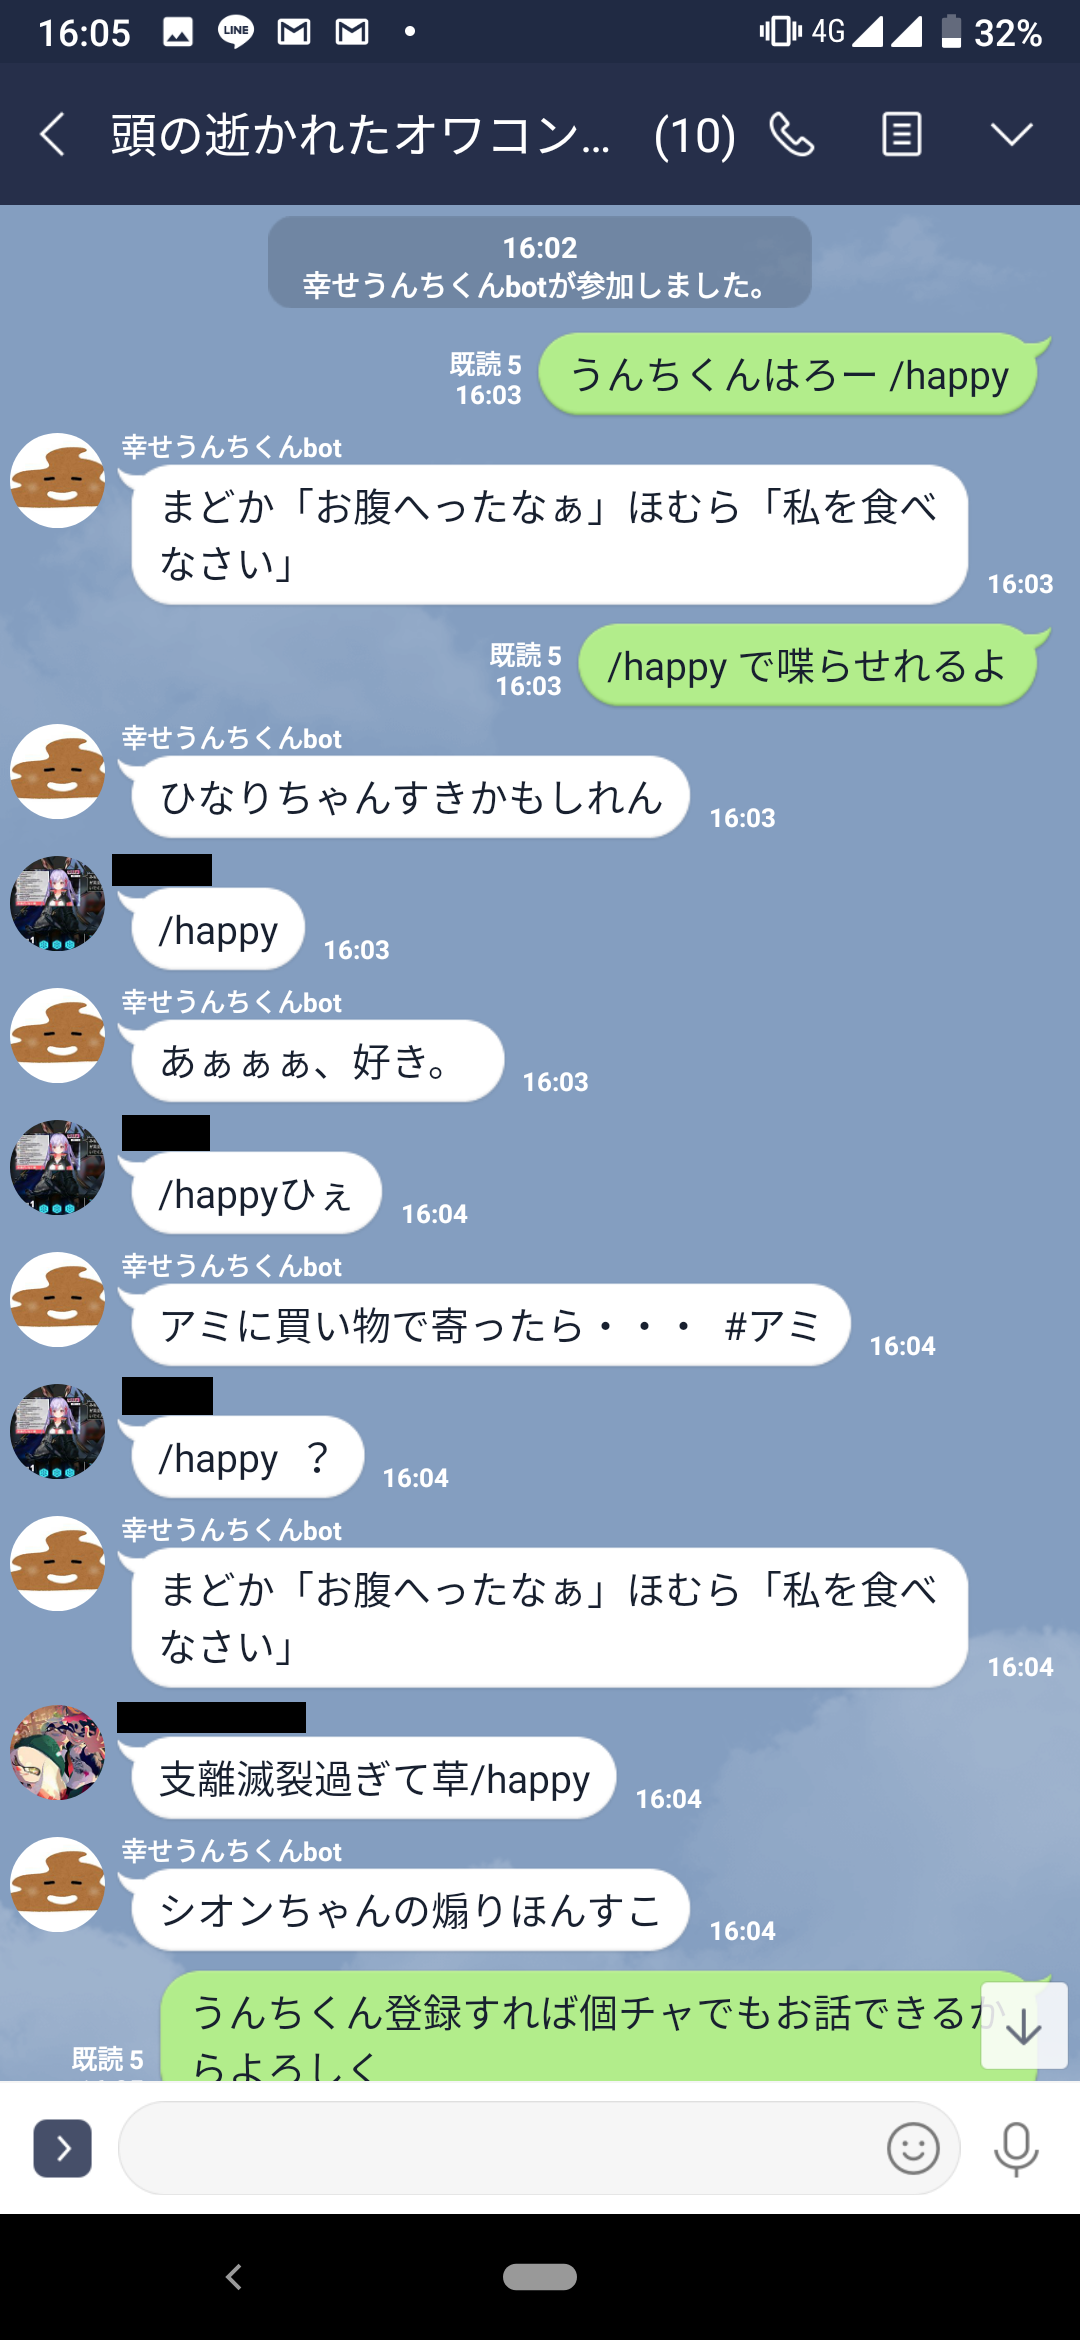 16:05 LINE 4G 32%
頭の逝かれたオワコン... (10)
16:02
幸せうんちくんbotが参加しました。
うんちくんはろー /happy
既読 5
16:03
幸せうんちくんbot
まどか「お腹へったなぁ」ほむら「私を食べ
なさい」
16:03
/happy で喋らせれるよ
既読 5
16:03
幸せうんちくんbot
ひなりちゃんすきかもしれん
16:03
/happy
16:03
幸せうんちくんbot
あぁぁぁ、好き。
16:03
/happyひぇ
16:04
幸せうんちくんbot
アミに買い物で寄ったら・・・ #アミ
16:04
/happy ？
16:04
幸せうんちくんbot
まどか「お腹へったなぁ」ほむら「私を食べ
なさい」
16:04
支離滅裂過ぎて草/happy
16:04
幸せうんちくんbot
シオンちゃんの煽りほんすこ
16:04
うんちくん登録すれば個チャでもお話できるか
らよろしく
既読 5